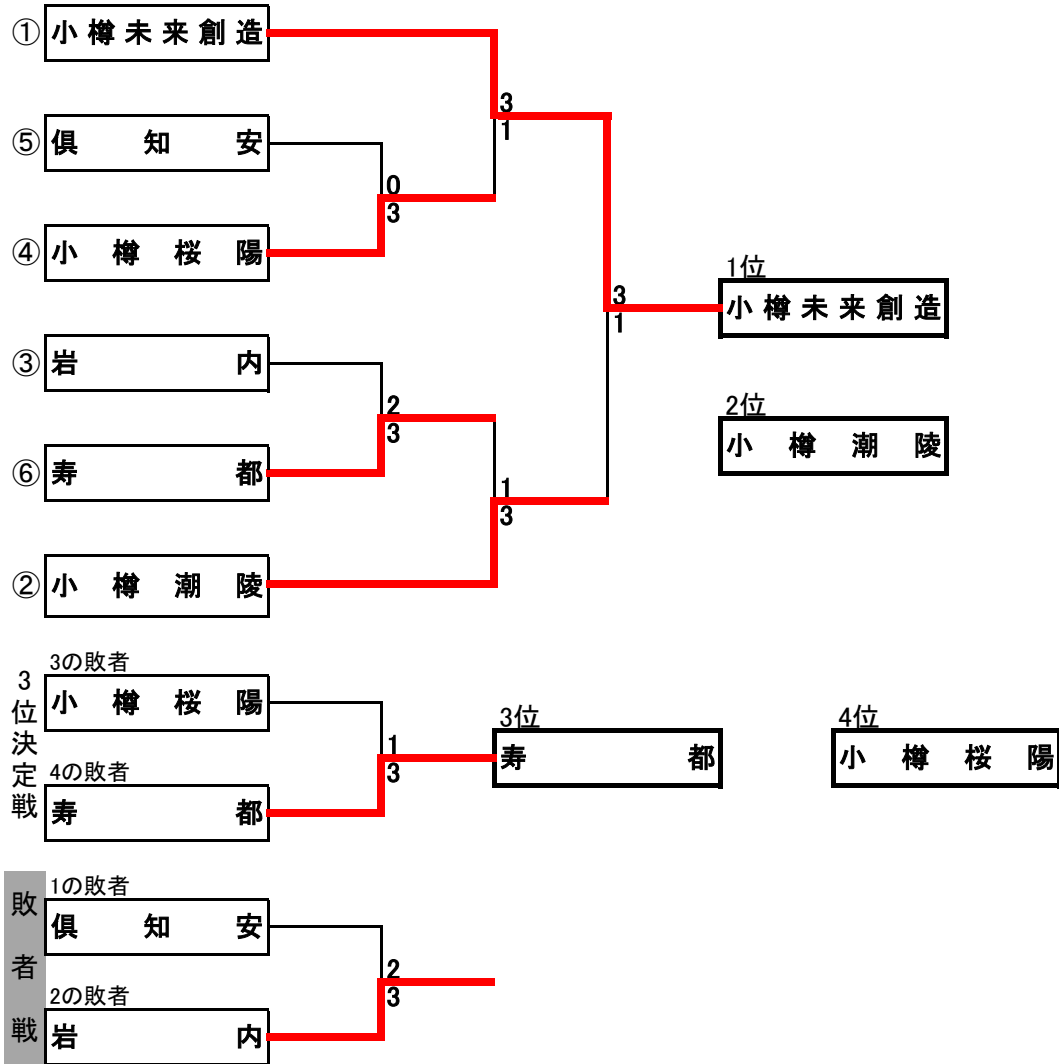 ① 小樽未来創造
3
1
⑤ 倶知安
0
3
④ 小樽桜陽
1位
3
小樽未来創造
1
③ 岩内
2
3
2位
小樽潮陵
⑥ 寿都
1
3
② 小樽潮陵
3位決定戦
3の敗者
小樽桜陽
1
3
4の敗者
寿都
3位
寿都
4位
小樽桜陽
敗者戦
1の敗者
倶知安
2
3
2の敗者
岩内